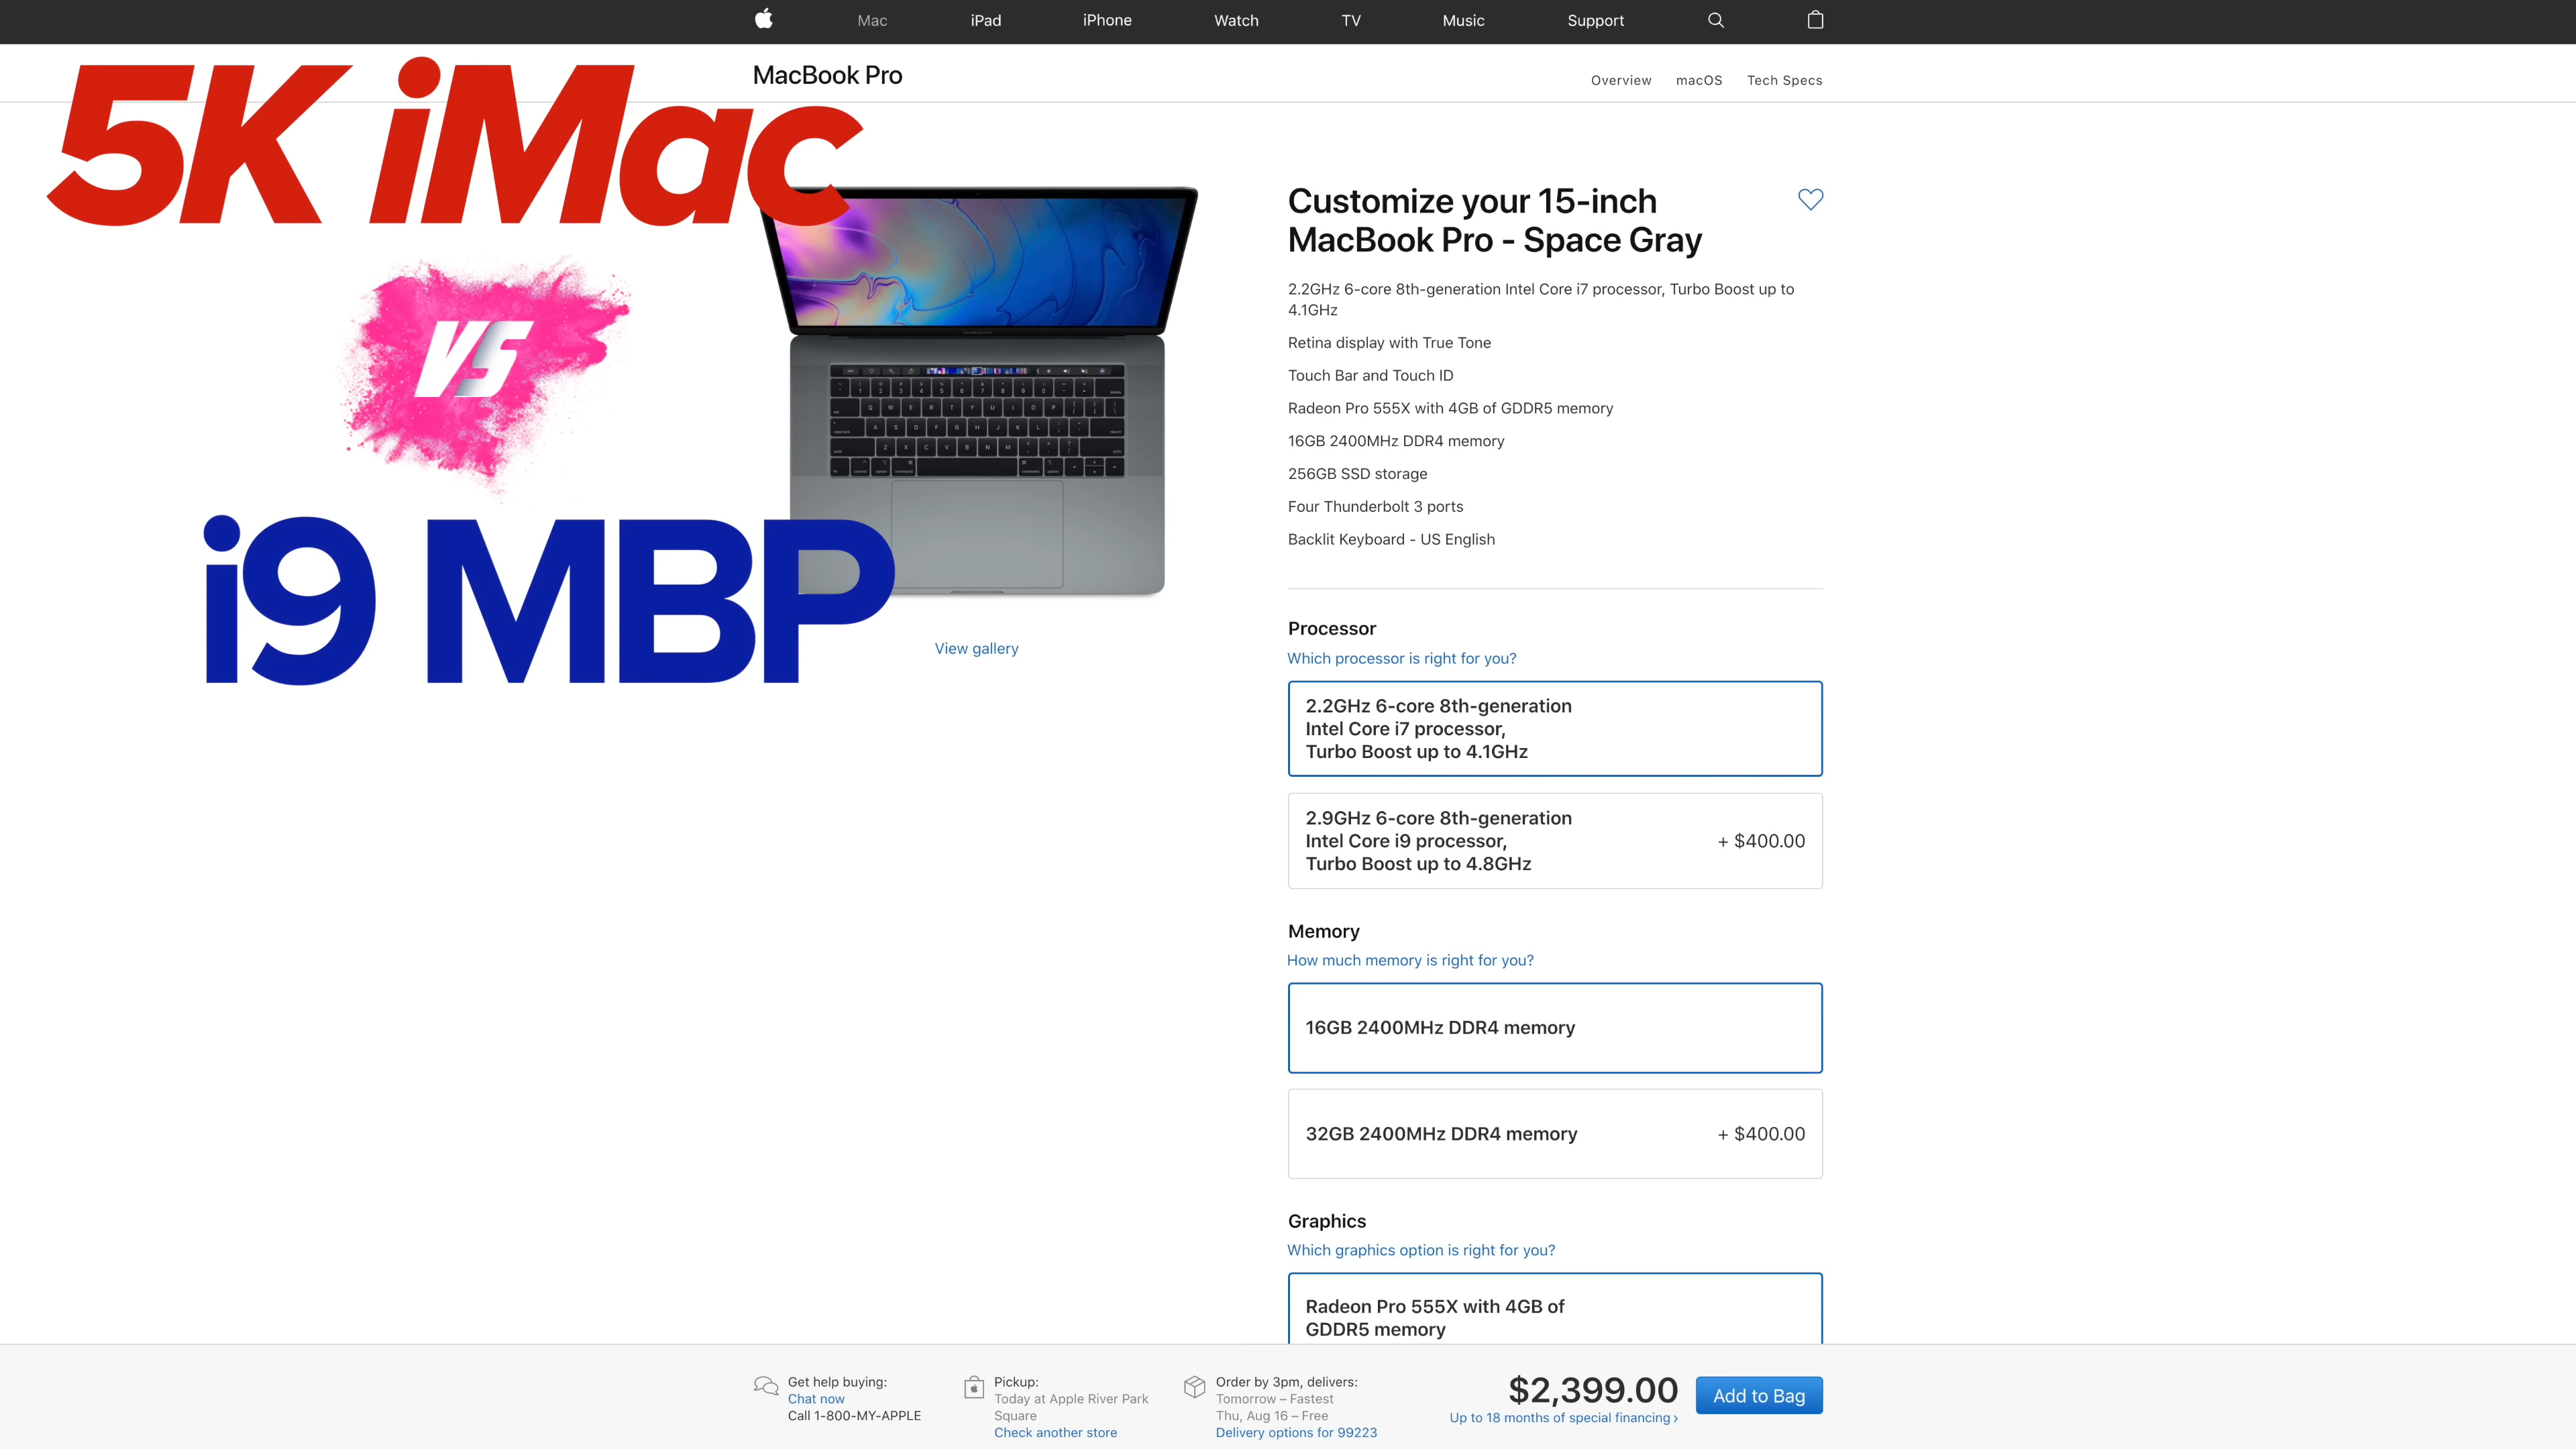 Mac
iPad
iPhone
Watch
TV
Music
Support
MacBook Pro
Overview
macOS
Tech Specs
5K iMac
VS
i9 MBP
View gallery
Customize your 15-inch
MacBook Pro - Space Gray
2.2GHz 6-core 8th-generation Intel Core i7 processor, Turbo Boost up to
4.1GHz
Retina display with True Tone
Touch Bar and Touch ID
Radeon Pro 555X with 4GB of GDDR5 memory
16GB 2400MHz DDR4 memory
256GB SSD storage
Four Thunderbolt 3 ports
Backlit Keyboard - US English
Processor
Which processor is right for you?
2.2GHz 6-core 8th-generation
Intel Core i7 processor,
Turbo Boost up to 4.1GHz
2.9GHz 6-core 8th-generation
Intel Core i9 processor,
Turbo Boost up to 4.8GHz
+ $400.00
Memory
How much memory is right for you?
16GB 2400MHz DDR4 memory
32GB 2400MHz DDR4 memory
+ $400.00
Graphics
Which graphics option is right for you?
Radeon Pro 555X with 4GB of
GDDR5 memory
Get help buying:
Chat now
Call 1-800-MY-APPLE
Pickup:
Today at Apple River Park
Square
Check another store
Order by 3pm, delivers:
Tomorrow – Fastest
Thu, Aug 16 – Free
Delivery options for 99223
$2,399.00
Up to 18 months of special financing ›
Add to Bag